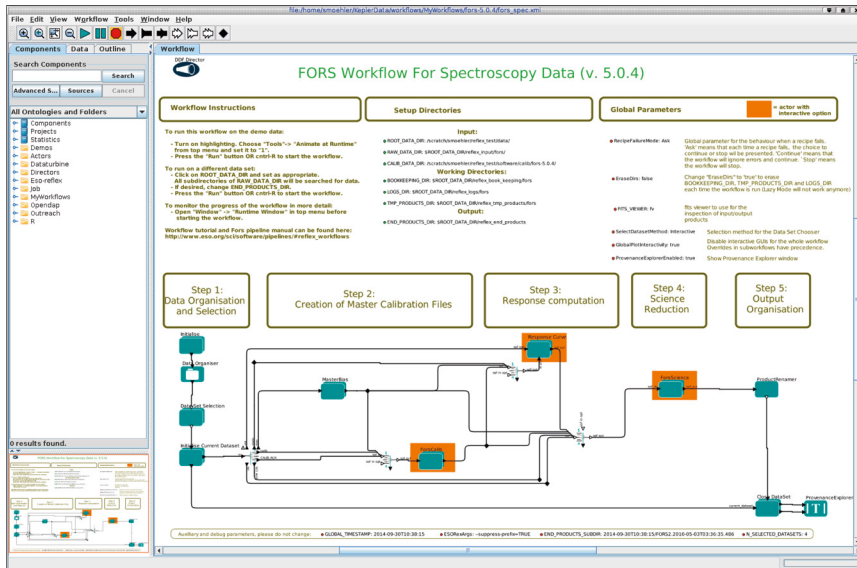 file:/home/smoehler/KeplerData/workflows/MyWorkflows/fors-5.0.4/fors_spec.xml
File Edit View Workflow Tools Window Help
Components Data Outline
Search Components
Search
Advanced S... Sources Cancel
All Ontologies and Folders
Components
Projects
Statistics
Demos
Actors
Dataturbine
Directors
Eso-reflex
Job
MyWorkflows
Opendap
Outreach
R
0 results found.
Workflow
DDF Director
FORS Workflow For Spectroscopy Data (v. 5.0.4)
Workflow Instructions
To run this workflow on the demo data:
- Turn on highlighting. Choose "Tools"-> "Animate at Runtime"
from top menu and set it to "1".
- Press the "Run" button OR cntrl-R to start the workflow.
To run on a different data set:
- Click on ROOT_DATA_DIR and set as appropriate.
All subdirectories of RAW_DATA_DIR will be searched for data.
- If desired, change END_PRODUCTS_DIR.
- Press the "Run" button OR cntrl-R to start the workflow.
To monitor the progress of the workflow in more detail:
- Open "Window" -> "Runtime Window" in top menu before
starting the workflow.
Workflow tutorial and Fors pipeline manual can be found here:
http://www.eso.org/sci/software/pipelines/#reflex_workflows
Setup Directories
Input:
ROOT_DATA_DIR: /scratch/smoehler/reflex_test/data/
RAW_DATA_DIR: $ROOT_DATA_DIR/reflex_input/fors/
CALIB_DATA_DIR: /scratch/smoehler/reflex_test/software/calib/fors-5.0.4/
Working Directories:
BOOKKEEPING_DIR: $ROOT_DATA_DIR/reflex_book_keeping/fors
LOGS_DIR: $ROOT_DATA_DIR/reflex_logs/fors
TMP_PRODUCTS_DIR: $ROOT_DATA_DIR/reflex_tmp_products/fors
Output:
END_PRODUCTS_DIR: $ROOT_DATA_DIR/reflex_end_products
Global Parameters
= actor with
interactive option
RecipeFailureMode: Ask
Global parameter for the behaviour when a recipe fails.
'Ask' means that each time a recipe fails, the choice to
continue or stop will be presented. 'Continue' means that
the workflow will ignore errors and continue. 'Stop' means
the workflow will stop.
EraseDirs: false
Change "EraseDirs" to 'true' to erase
BOOKKEEPING_DIR, TMP_PRODUCTS_DIR and LOGS_DIR
each time the workflow is run (Lazy Mode will not work anymore)
FITS_VIEWER: fv
fits viewer to use for the
inspection of input/output
products
SelectDatasetMethod: Interactive
Selection method for the Data Set Chooser
GlobalPlotInteractivity: true
Disable interactive GUIs for the whole workflow
Overrides in subworkflows have precedence.
ProvenanceExplorerEnabled: true
Show Provenance Explorer window
Step 1:
Data Organisation
and Selection
Step 2:
Creation of Master Calibration Files
Step 3:
Response computation
Step 4:
Science
Reduction
Step 5:
Output
Organisation
Initialise
Data Organiser
DataSet Selection
Initialise Current Dataset
MasterBias
ForsCalib
Response Curve
ForsScience
ProductRenamer
Close DataSet
ProvenanceExplorer
Auxiliary and debug parameters, please do not change:
GLOBAL_TIMESTAMP: 2014-09-30T10:38:15
ESORexArgs: --suppress-prefix=TRUE
END_PRODUCTS_SUBDIR: 2014-09-30T10:38:15/FORS2.2010-05-03T03:36:35.486
N_SELECTED_DATASETS: 4